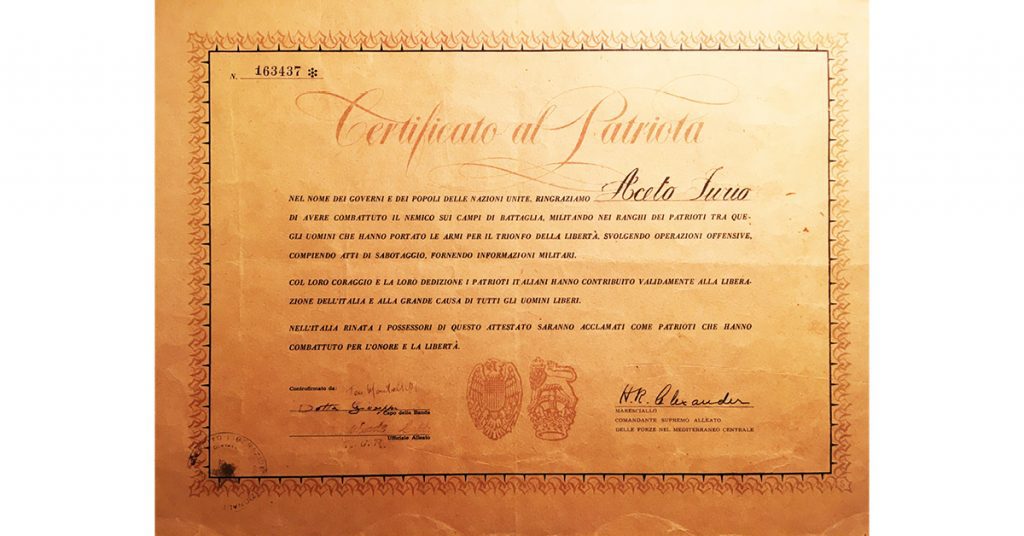 N. 163437 *
Certificato al Patriota
NEL NOME DEI GOVERNI E DEI POPOLI DELLE NAZIONI UNITE, RINGRAZIAMO Aceto
DI AVERE COMBATTUTO IL NEMICO SUI CAMPI DI BATTAGLIA, MILITANDO NEI RANGHI DEI PATRIOTI TRA QUE-
GLI UOMINI CHE HANNO PORTATO LE ARMI PER IL TRIONFO DELLA LIBERTÀ, SVOLGENDO OPERAZIONI OFFENSIVE,
COMPIENDO ATTI DI SABOTAGGIO, FORNENDO INFORMAZIONI MILITARI.
COL LORO CORAGGIO E LA LORO DEDIZIONE I PATRIOTI ITALIANI HANNO CONTRIBUITO VALIDAMENTE ALLA LIBERA-
ZIONE DELL'ITALIA E ALLA GRANDE CAUSA DI TUTTI GLI UOMINI LIBERI.
NELL'ITALIA RINATA I POSSESSORI DI QUESTO ATTESTATO SARANNO ACCLAMATI COME PATRIOTI CHE HANNO
COMBATTUTO PER L'ONORE E LA LIBERTÀ.
Controfirmato da:
Capo della Banda
Ufficiale Alleato
H.R. Alexander
MARESCIALLO
COMANDANTE SUPREMO ALLEATO
DELLE FORZE NEL MEDITERRANEO CENTRALE